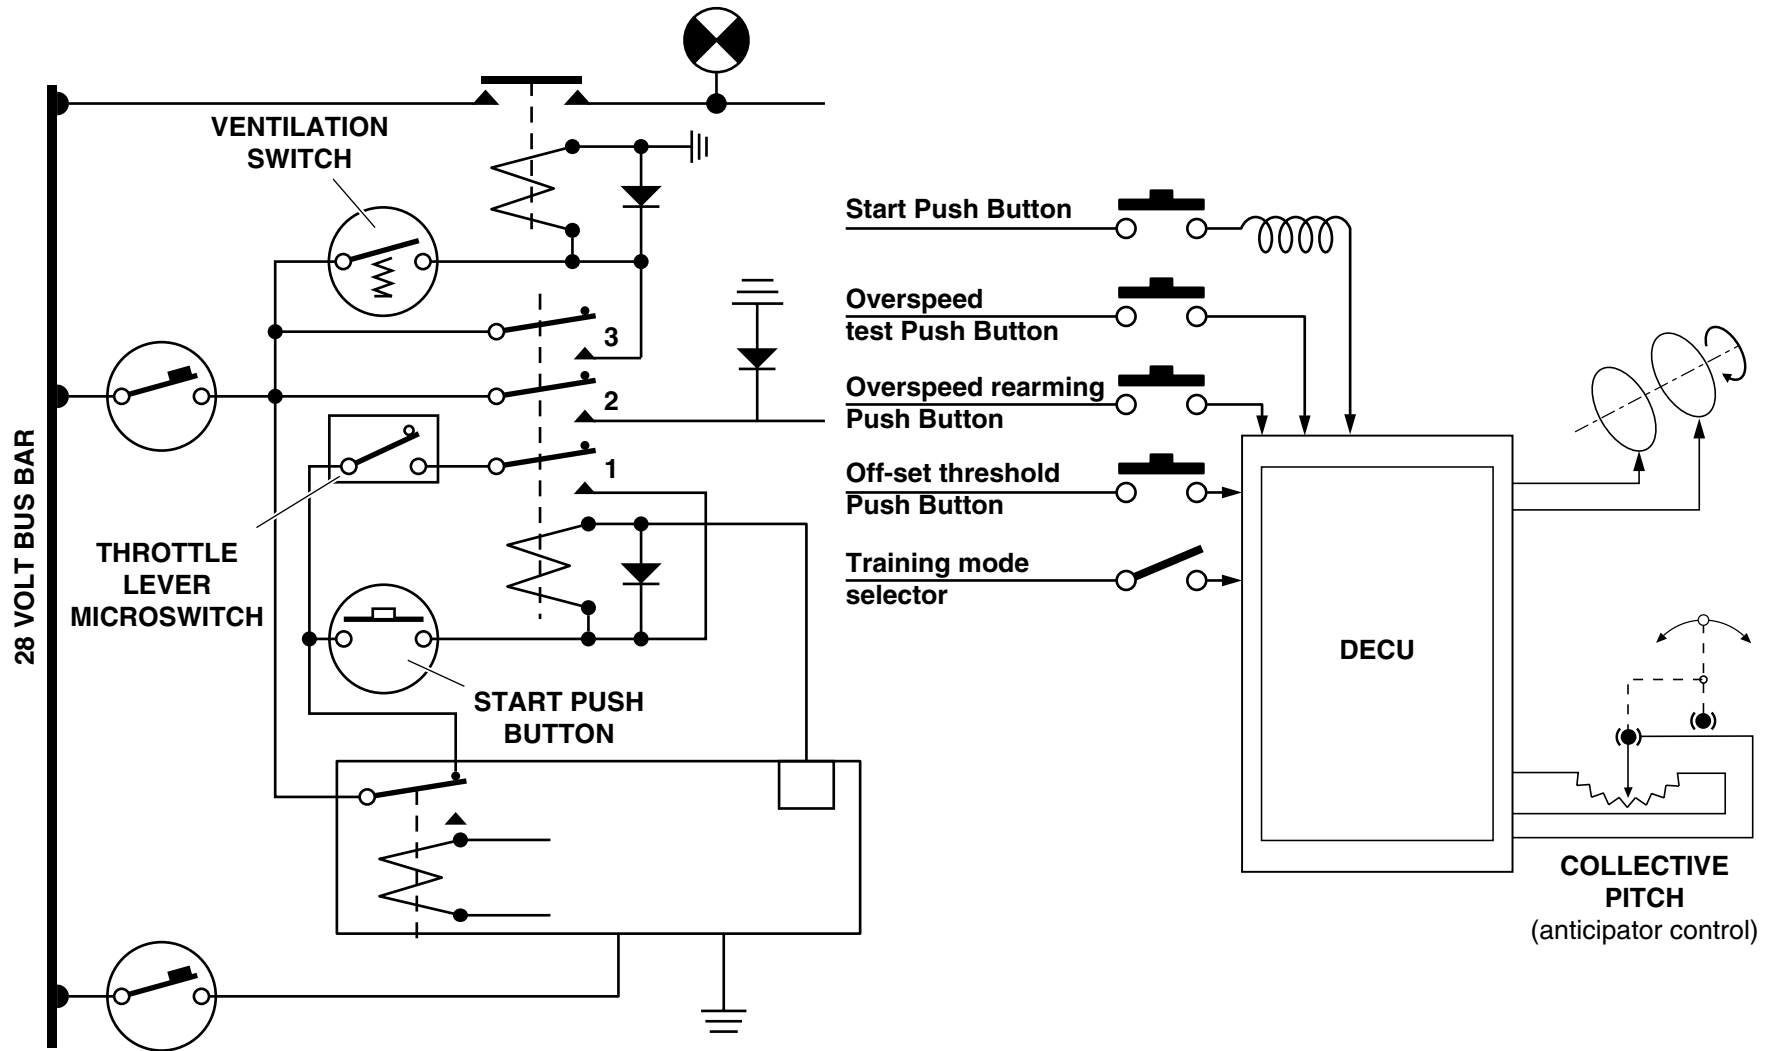 VENTILATION
SWITCH
3
2
1
THROTTLE
LEVER
MICROSWITCH
28 VOLT BUS BAR
START PUSH
BUTTON
Start Push Button
Overspeed
test Push Button
Overspeed rearming
Push Button
Off-set threshold
Push Button
Training mode
selector
DECU
COLLECTIVE
PITCH
(anticipator control)